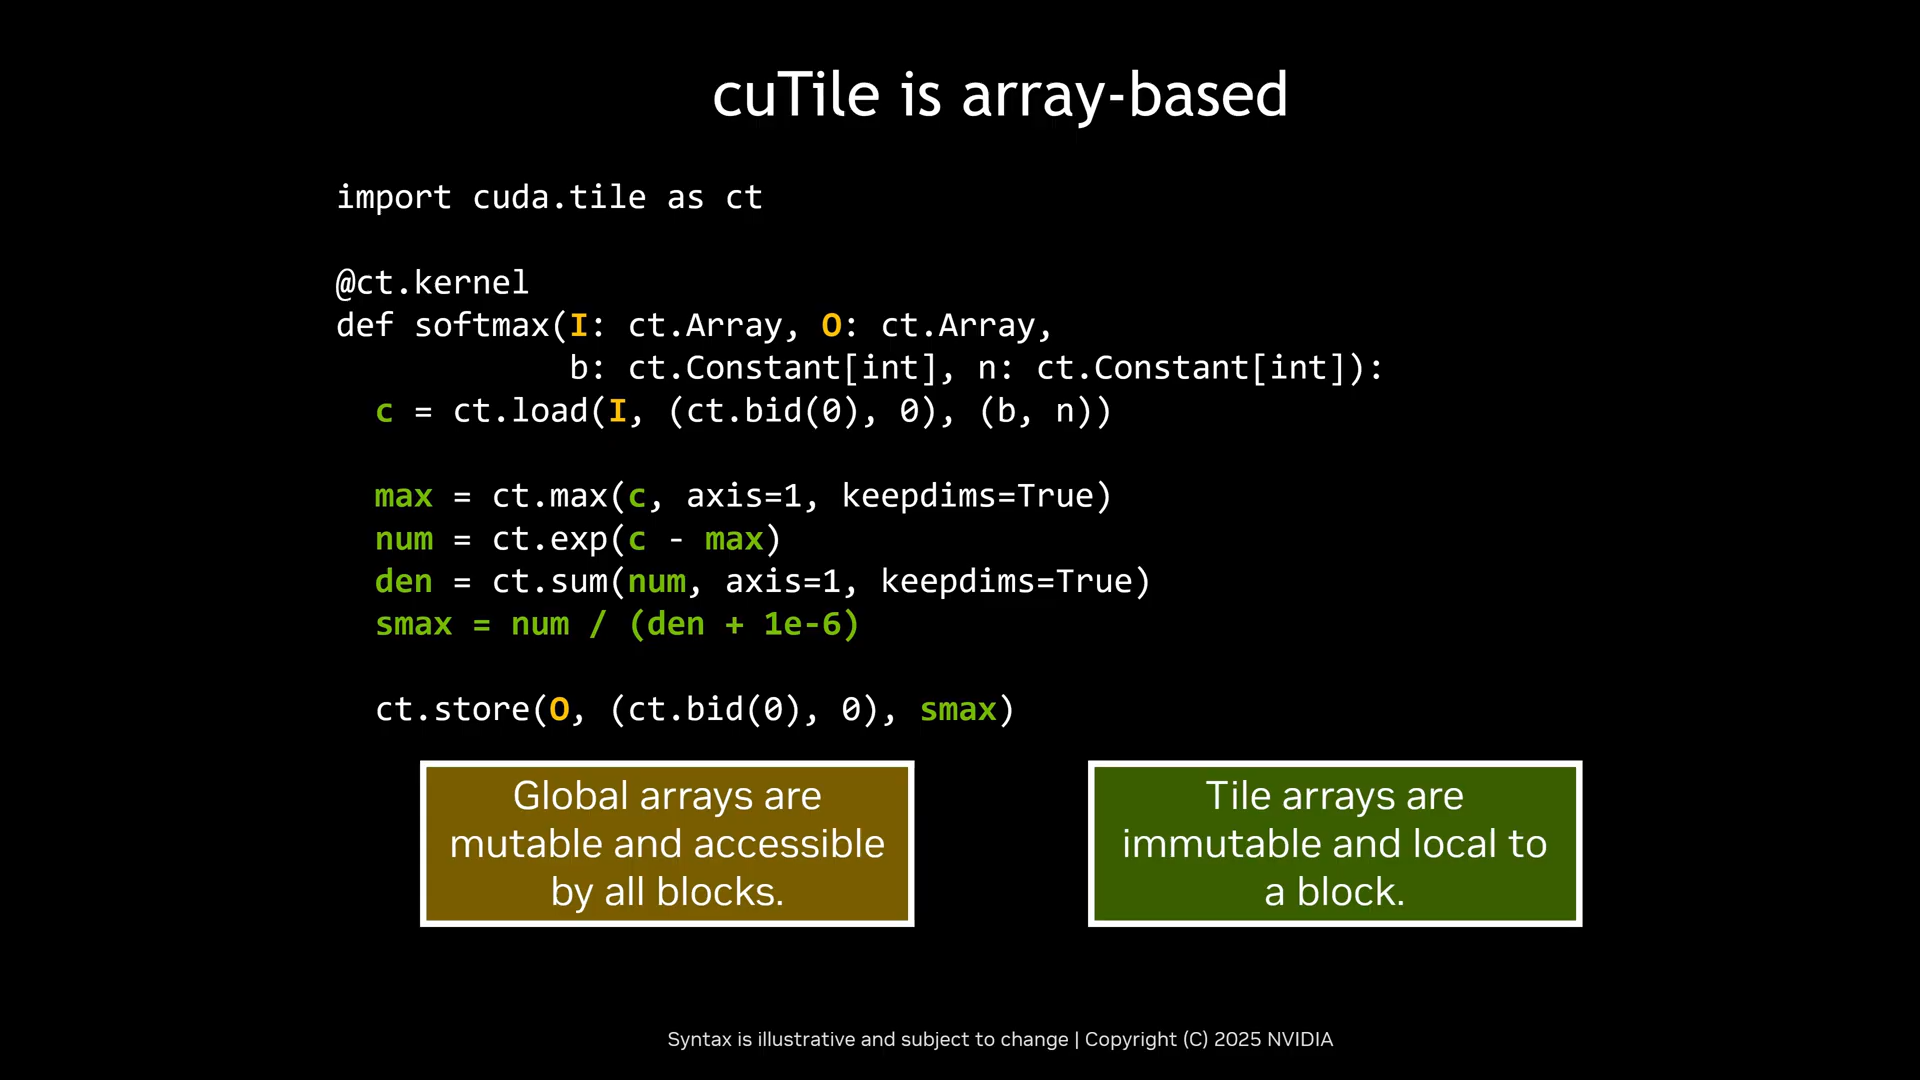 cuTile is array-based
import cuda.tile as ct
@ct.kernel
def softmax(I: ct.Array, O: ct.Array,
            b: ct.Constant[int], n: ct.Constant[int]):
  c = ct.load(I, (ct.bid(0), 0), (b, n))
  max = ct.max(c, axis=1, keepdims=True)
  num = ct.exp(c - max)
  den = ct.sum(num, axis=1, keepdims=True)
  smax = num / (den + 1e-6)
  ct.store(O, (ct.bid(0), 0), smax)
Global arrays are
mutable and accessible
by all blocks.
Tile arrays are
immutable and local to
a block.
Syntax is illustrative and subject to change | Copyright (C) 2025 NVIDIA